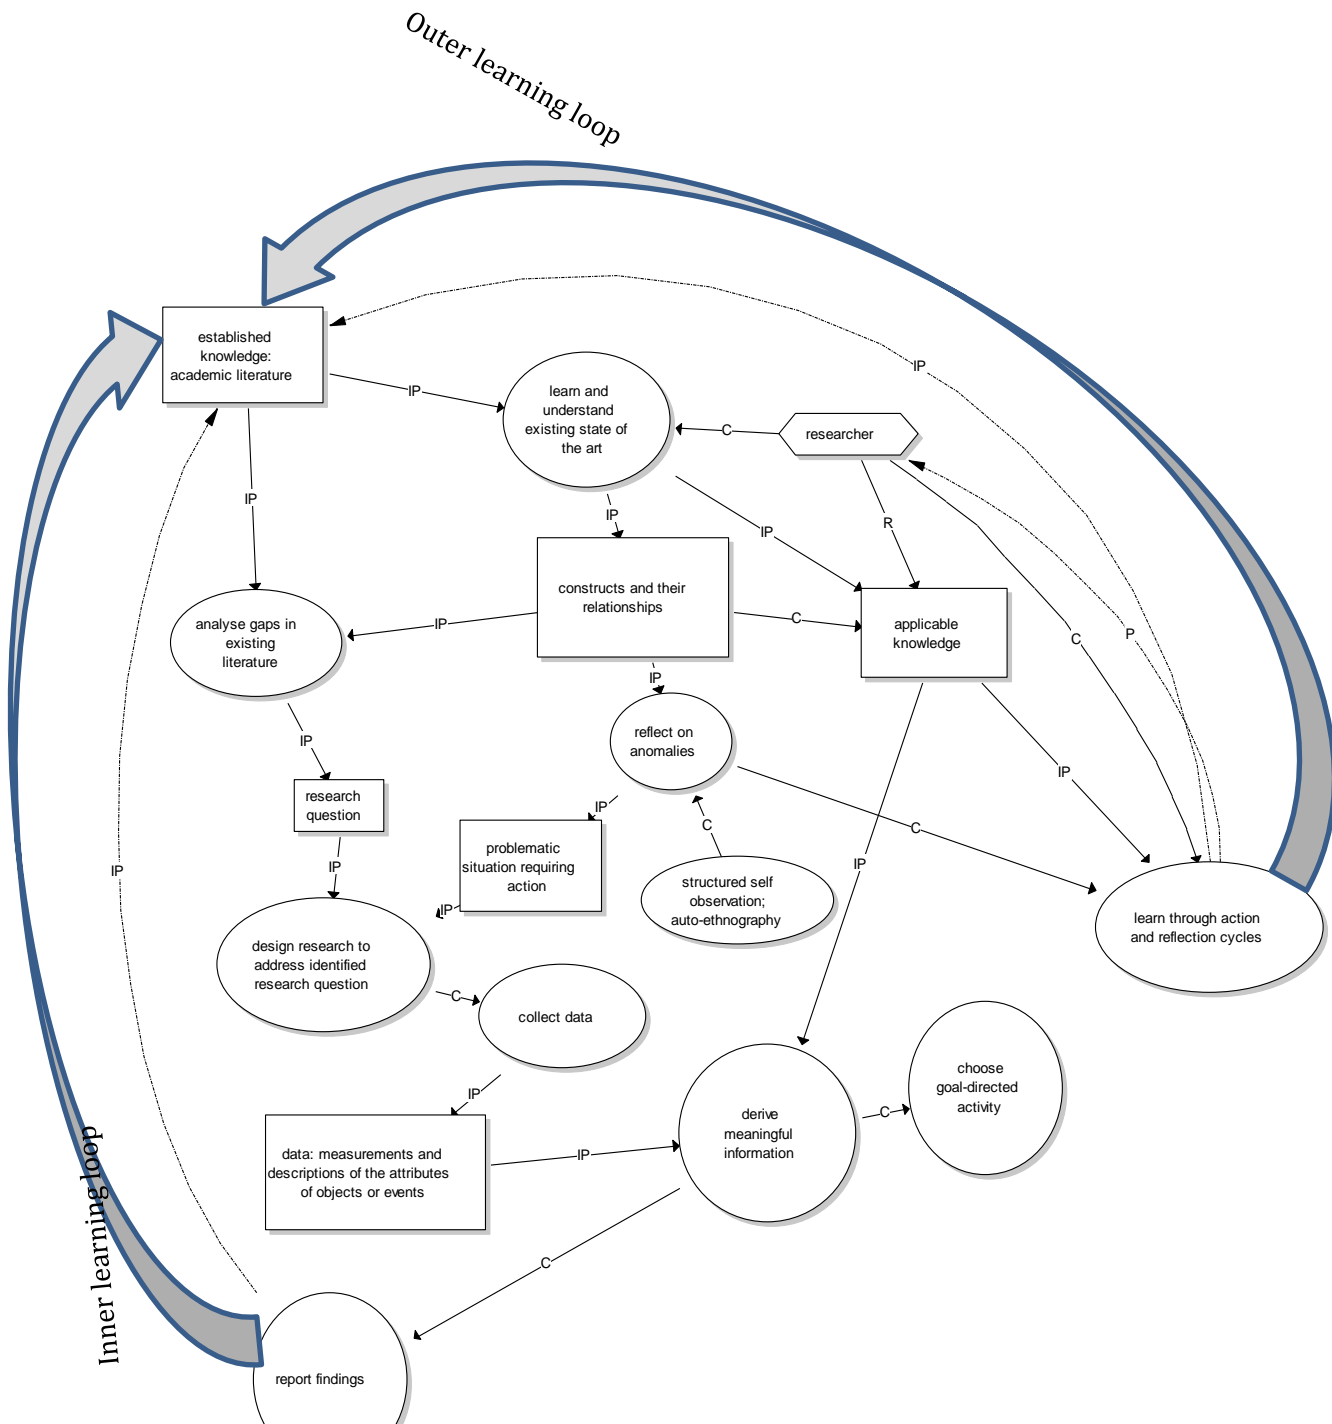 Outer learning loop
established
knowledge:
academic literature
IP
IP
learn and
understand
existing state of
the art
C
researcher
IP
IP
IP
R
constructs and their
relationships
IP
C
applicable
knowledge
C
P
analyse gaps in
existing
literature
IP
reflect on
anomalies
IP
IP
research
question
IP
C
C
problematic
situation requiring
action
IP
IP
IP
IP
structured self
observation;
auto-ethnography
learn through action
and reflection cycles
design research to
address identified
research question
C
collect data
IP
choose
goal-directed
activity
C
derive
meaningful
information
data: measurements and
descriptions of the attributes
of objects or events
IP
C
Inner learning loop
report findings